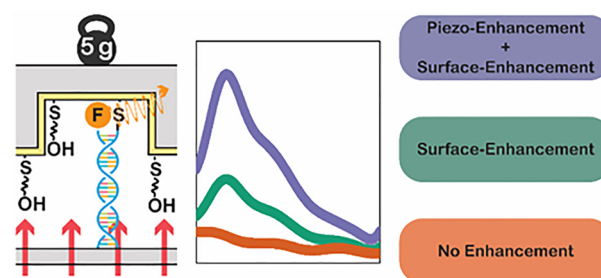 5g
Piezo-Enhancement
+
Surface-Enhancement
F S
S
OH
S
OH
S
OH
Surface-Enhancement
No Enhancement